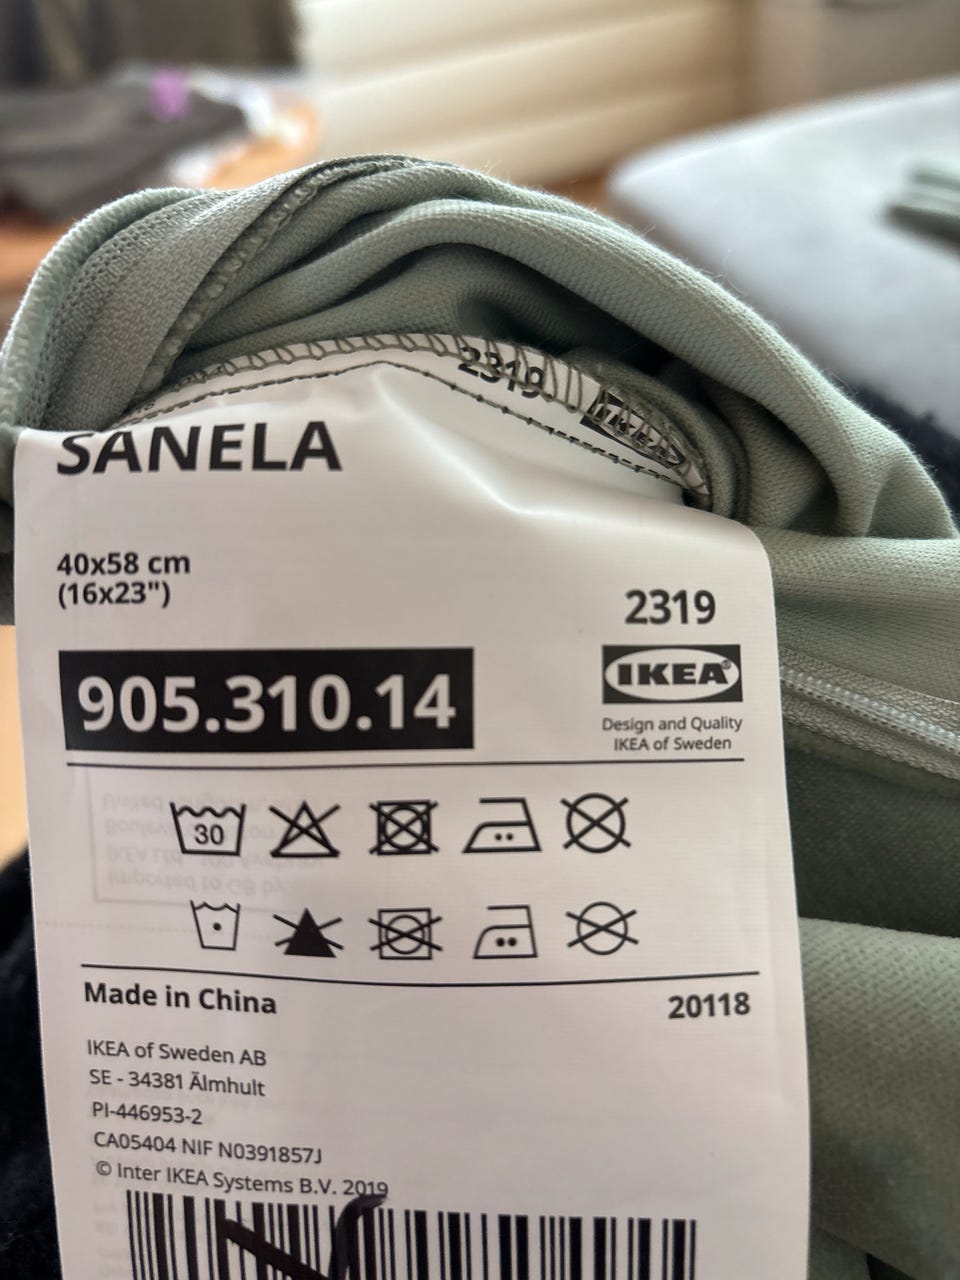 2319
IKEA
SANELA
40x58 cm
(16x23")
2319
905.310.14
IKEA®
Design and Quality
IKEA of Sweden
30
Made in China
20118
IKEA of Sweden AB
SE - 34381 Älmhult
PI-446953-2
CA05404 NIF N0391857J
© Inter IKEA Systems B.V. 2019